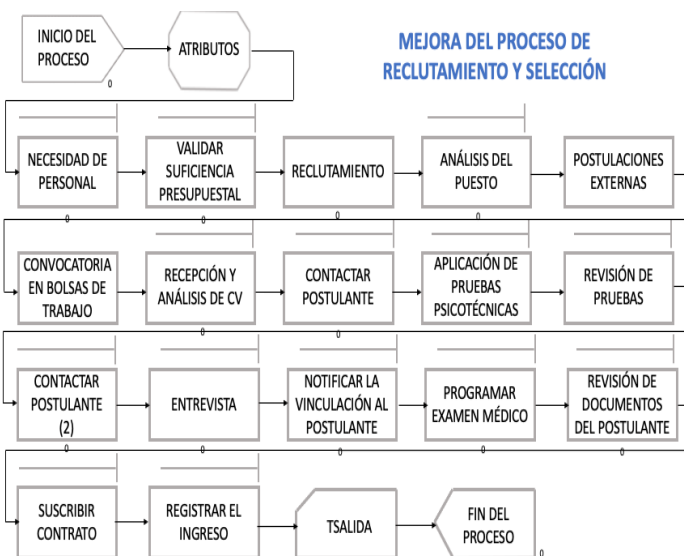 MEJORA DEL PROCESO DE
RECLUTAMIENTO Y SELECCIÓN
INICIO DEL
PROCESO
0
ATRIBUTOS
NECESIDAD DE
PERSONAL
0
VALIDAR
SUFICIENCIA
PRESUPUESTAL
0
RECLUTAMIENTO
0
ANÁLISIS DEL
PUESTO
0
POSTULACIONES
EXTERNAS
CONVOCATORIA
EN BOLSAS DE
TRABAJO
RECEPCIÓN Y
ANÁLISIS DE CV
0
CONTACTAR
POSTULANTE
0
APLICACIÓN DE
PRUEBAS
PSICOTÉCNICAS
REVISIÓN DE
PRUEBAS
CONTACTAR
POSTULANTE
(2)
0
ENTREVISTA
0
NOTIFICAR LA
VINCULACIÓN AL
POSTULANTE
0
PROGRAMAR
EXAMEN MÉDICO
0
REVISIÓN DE
DOCUMENTOS
DEL POSTULANTE
0
SUSCRIBIR
CONTRATO
REGISTRAR EL
INGRESO
TSALIDA
FIN DEL
PROCESO
0